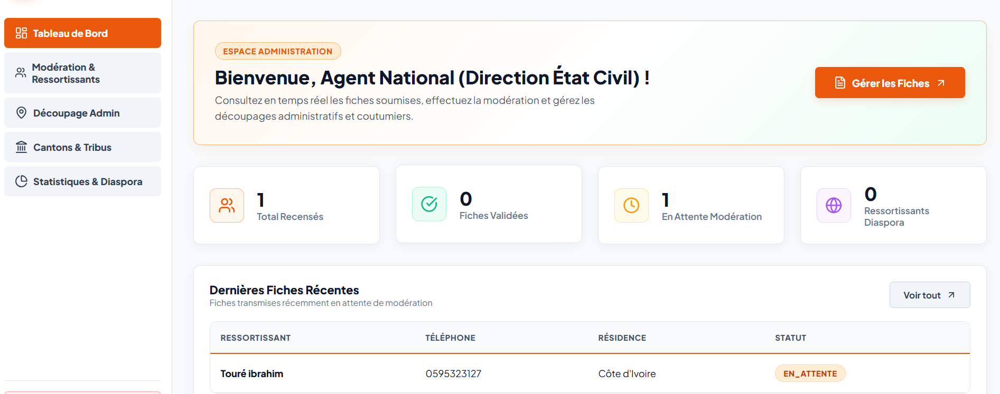 Tableau de Bord
Modération &
Ressortissants
Découpage Admin
Cantons & Tribus
Statistiques & Diaspora
ESPACE ADMINISTRATION
Bienvenue, Agent National (Direction État Civil) !
Consultez en temps réel les fiches soumises, effectuez la modération et gérez les
découpages administratifs et coutumiers.
Gérer les Fiches
1
Total Recensés
0
Fiches Validées
1
En Attente Modération
0
Ressortissants
Diaspora
Dernières Fiches Récentes
Fiches transmises récemment en attente de modération
Voir tout
RESSORTISSANT TÉLÉPHONE RÉSIDENCE STATUT
Touré ibrahim 0595323127 Côte d'Ivoire EN_ATTENTE